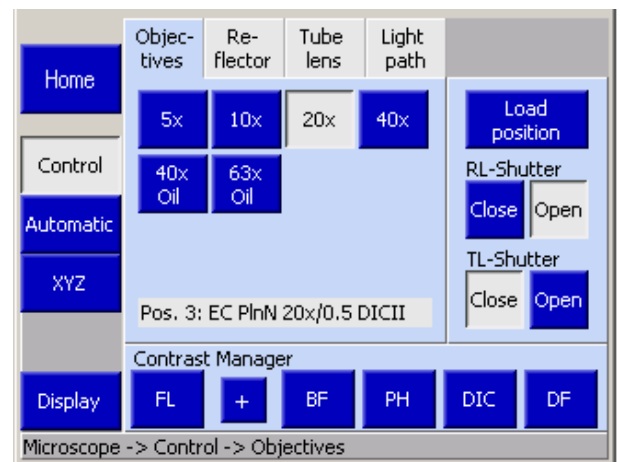 Home
Control
Automatic
XYZ
Display
Objec-
tives
Re-
flector
Tube
lens
Light
path
5x
10x
20x
40x
40x
Oil
63x
Oil
Pos. 3: EC PlnN 20x/0.5 DICII
Load
position
RL-Shutter
Close
Open
TL-Shutter
Close
Open
Contrast Manager
FL
+
BF
PH
DIC
DF
Microscope -> Control -> Objectives